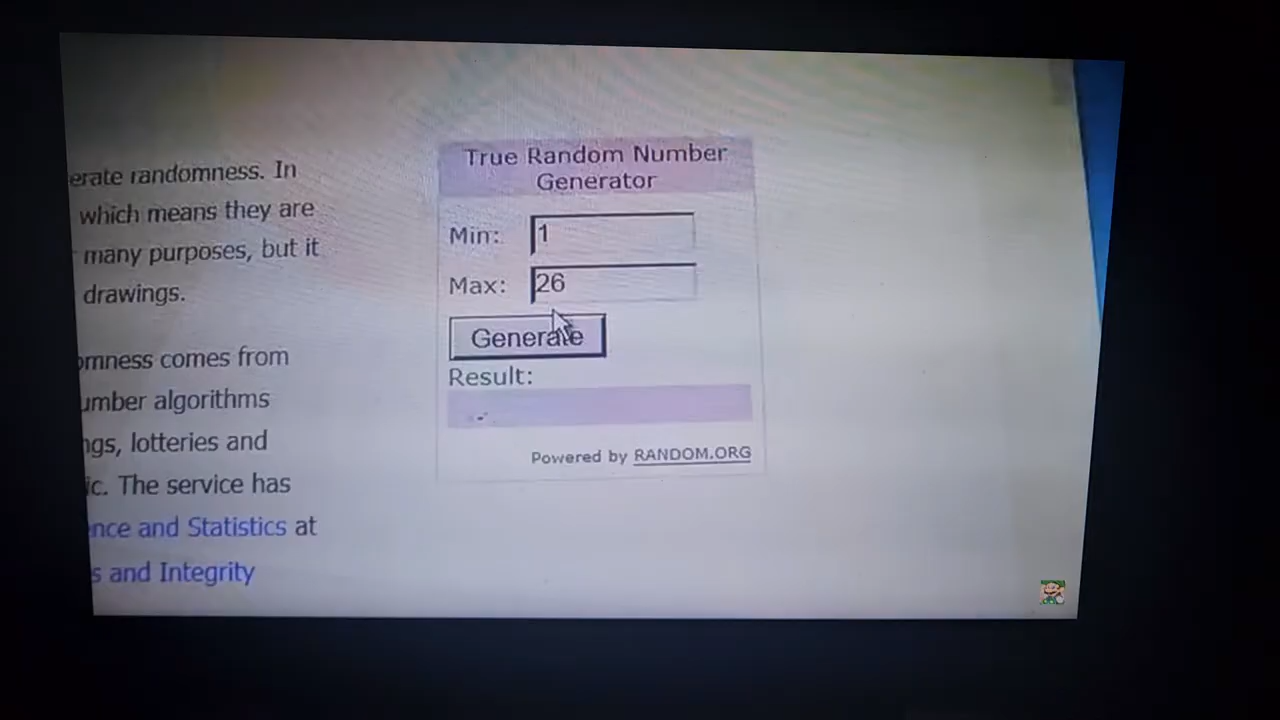 erate randomness. In
which means they are
many purposes, but it
drawings.
omness comes from
umber algorithms
ngs, lotteries and
ic. The service has
ence and Statistics at
s and Integrity
True Random Number
Generator
Min: 1
Max: 26
Generate
Result:
Powered by RANDOM.ORG